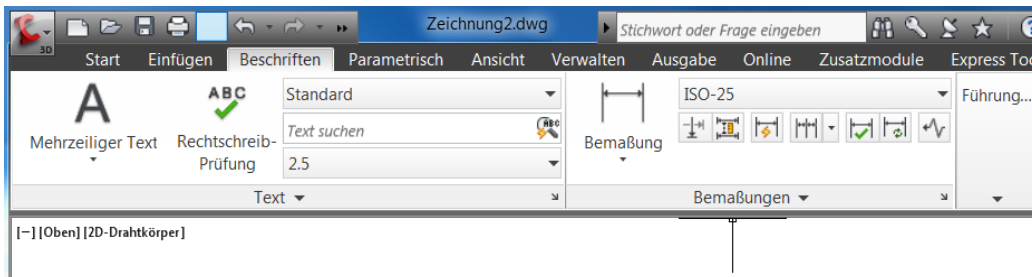 Zeichnung2.dwg
Stichwort oder Frage eingeben
3D
Start Einfügen Beschriften Parametrisch Ansicht Verwalten Ausgabe Online Zusatzmodule Express Too
A
Mehrzeiliger Text
ABC
Rechtschreib-
Prüfung
Standard
Text suchen
ABC
2.5
Text
Bemaßung
ISO-25
Bemaßungen
Führung...
[−] [Oben] [2D-Drahtkörper]